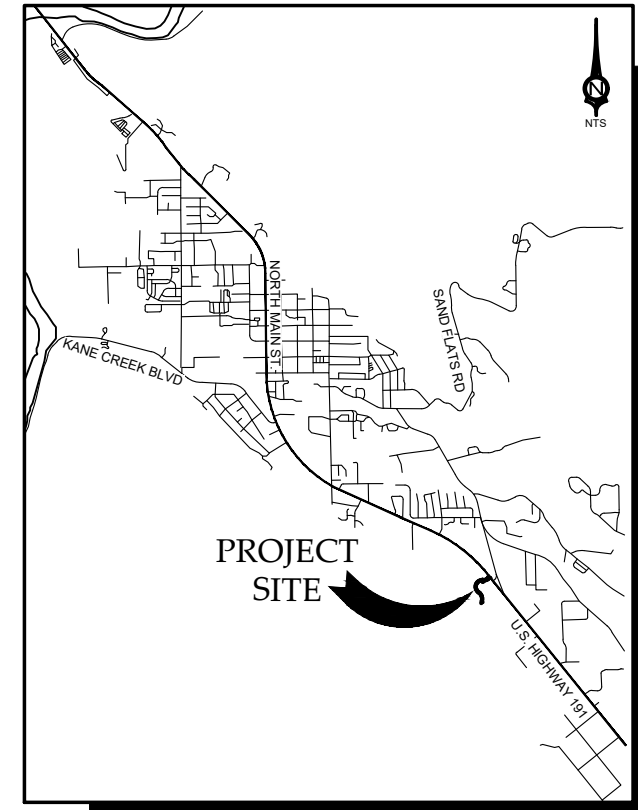 N
NTS
NORTH MAIN ST.
SAND FLATS RD
KANE CREEK BLVD
PROJECT
SITE
U.S. HIGHWAY 191